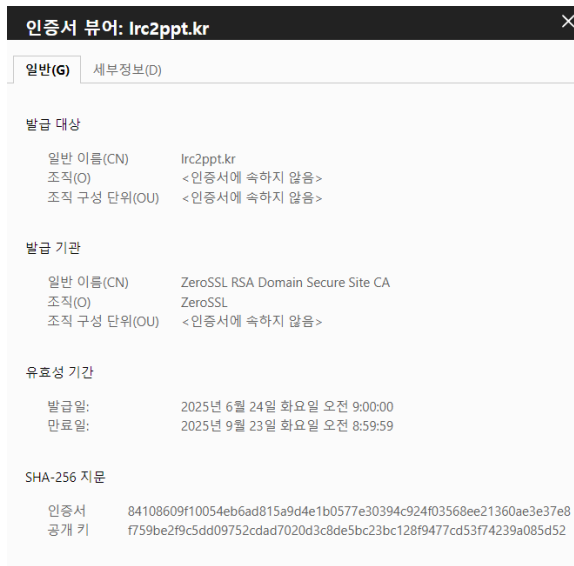 인증서 뷰어: lrc2ppt.kr
일반(G) 세부정보(D)
발급 대상
일반 이름(CN) lrc2ppt.kr
조직(O) <인증서에 속하지 않음>
조직 구성 단위(OU) <인증서에 속하지 않음>
발급 기관
일반 이름(CN) ZeroSSL RSA Domain Secure Site CA
조직(O) ZeroSSL
조직 구성 단위(OU) <인증서에 속하지 않음>
유효성 기간
발급일: 2025년 6월 24일 화요일 오전 9:00:00
만료일: 2025년 9월 23일 화요일 오전 8:59:59
SHA-256 지문
인증서 84108609f10054eb6ad815a9d4e1b0577e30394c924f03568ee21360ae3e37e8
공개 키 f759be2f9c5dd09752cdad7020d3c8de5bc23bc128f9477cd53f74239a085d52